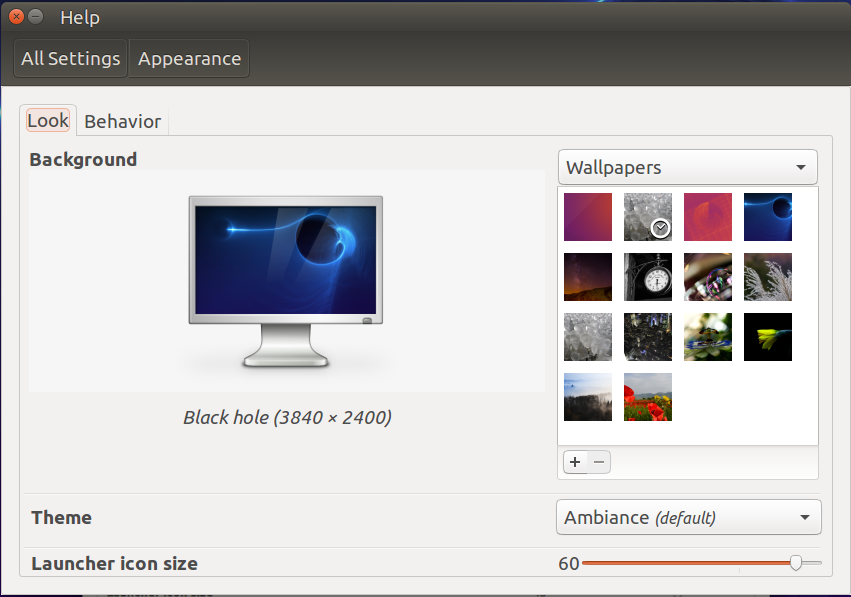 Help
All Settings
Appearance
Look
Behavior
Background
Wallpapers
Black hole (3840 × 2400)
Theme
Ambiance (default)
Launcher icon size
60